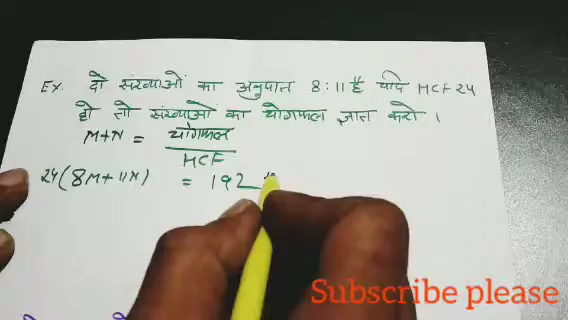 Ex. दो संख्याओं का अनुपात 8:11 है यदि HCF 24
हो तो संख्याओं का योगफल ज्ञात करो ।
M+N = योगफल
HCF
24(8M+11N) = 192
Subscribe please